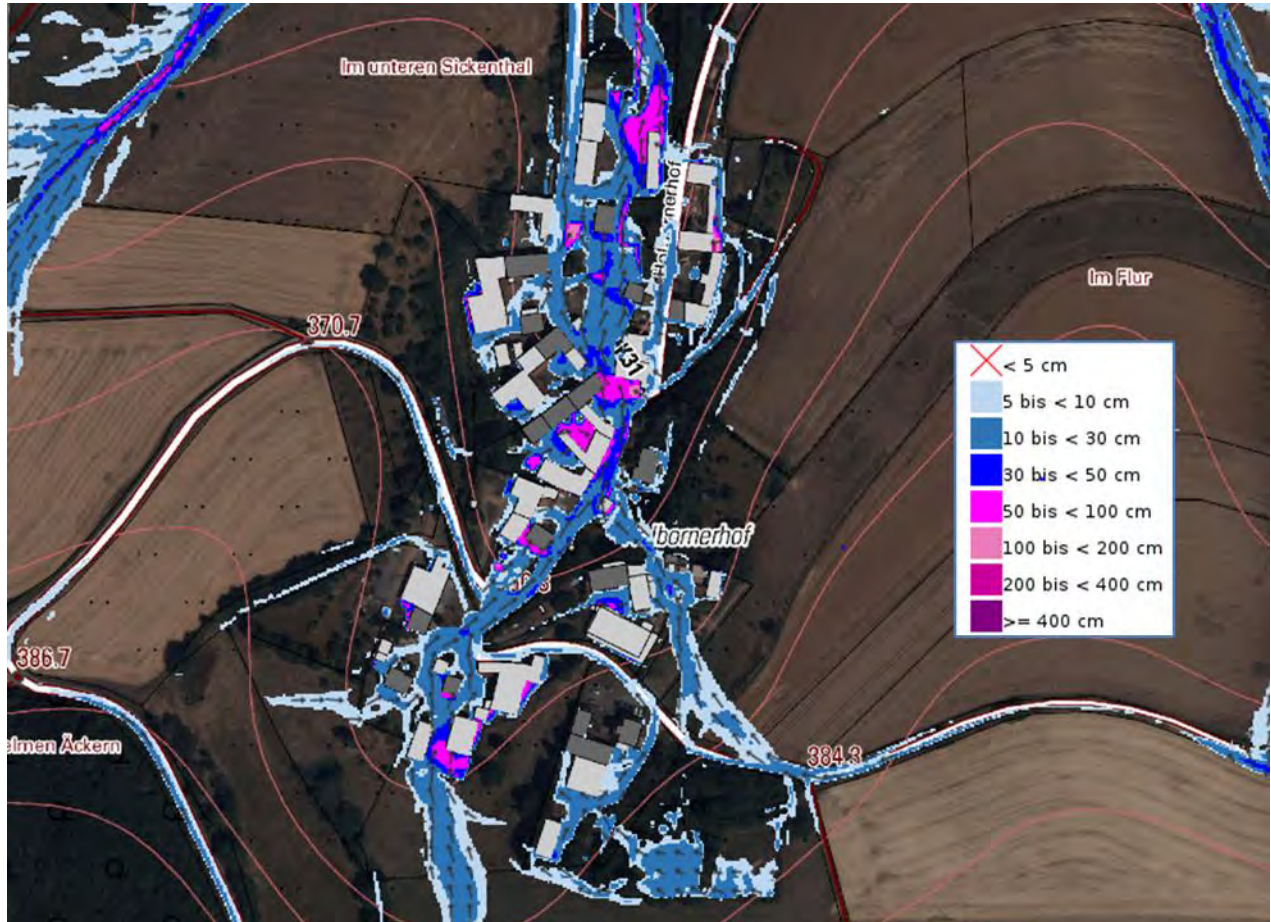 Im unteren Sickenthal
Im Flur
370.7
K31
< 5 cm
5 bis < 10 cm
10 bis < 30 cm
30 bis < 50 cm
50 bis < 100 cm
100 bis < 200 cm
200 bis < 400 cm
>= 400 cm
lbornerhof
386.7
elmen Äckern
384.3